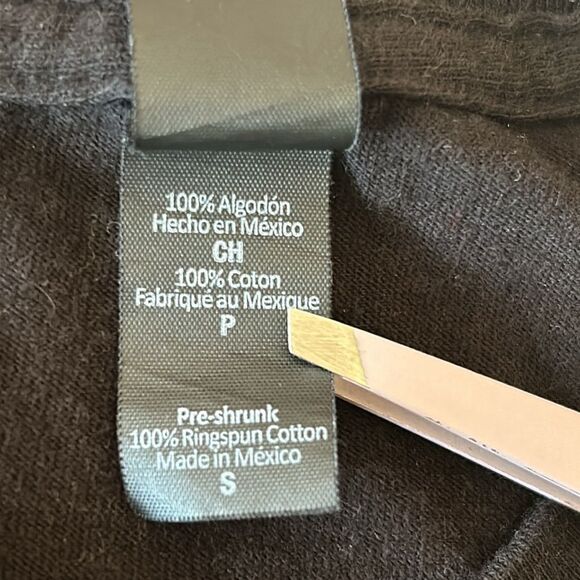 100% Algodón
Hecho en México
CH
100% Coton
Fabriqué au Mexique
P
Pre-shrunk
100% Ringspun Cotton
Made in México
S